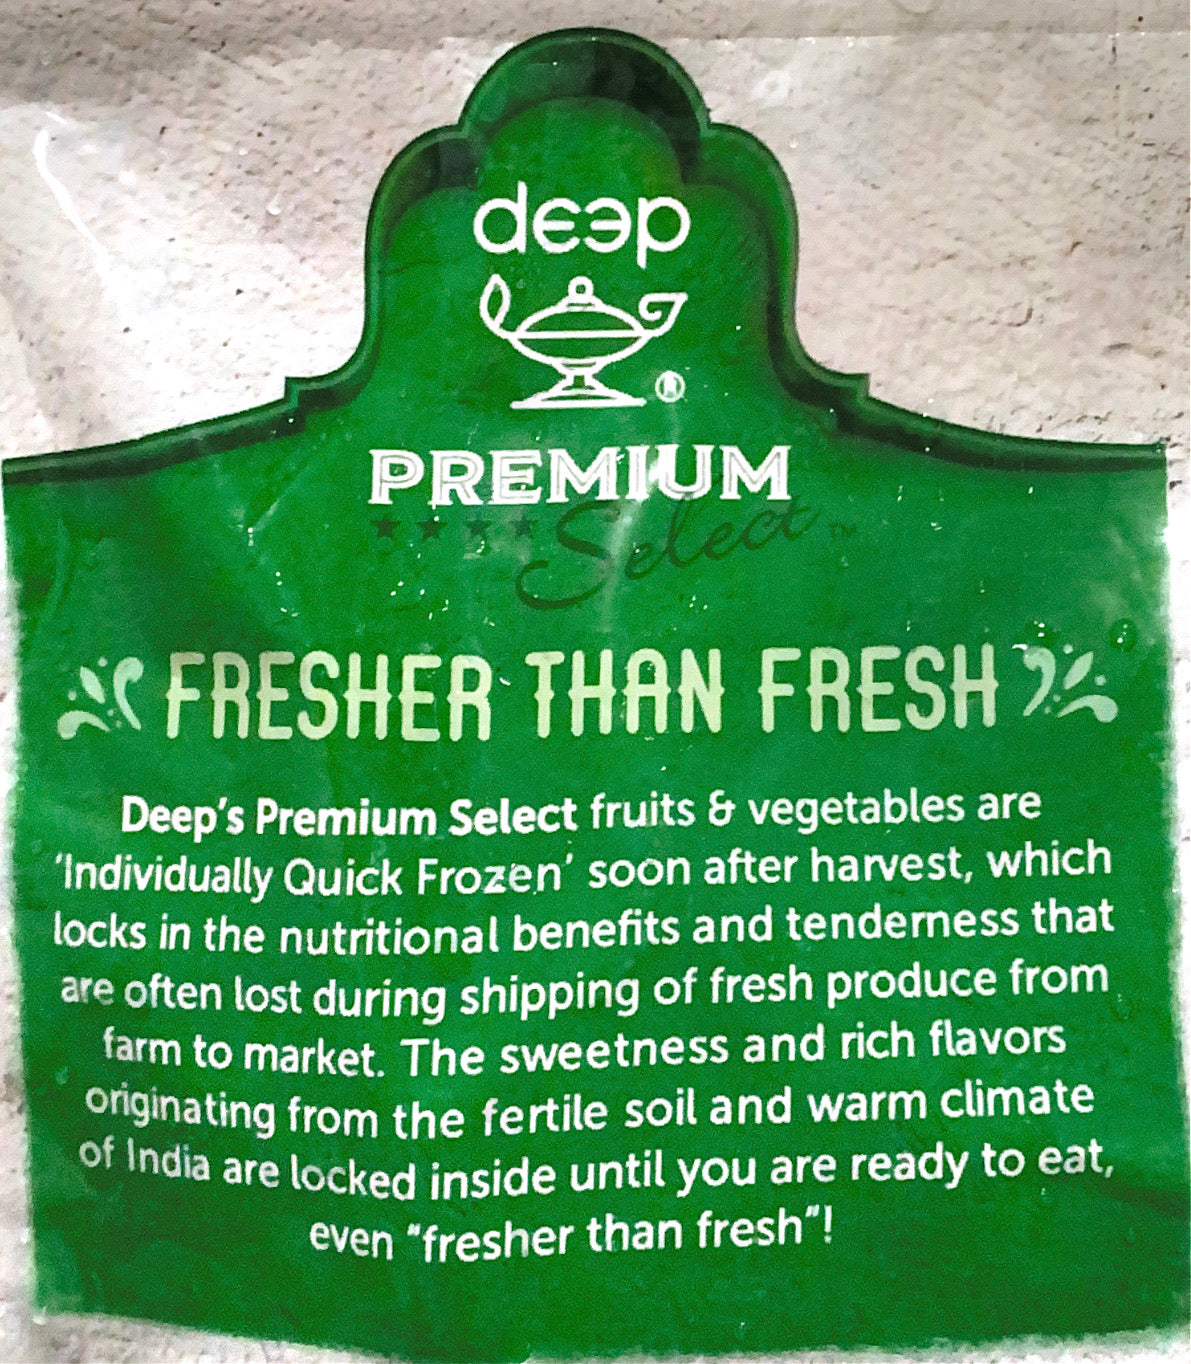 deep
®
PREMIUM
★★★★ Select™
FRESHER THAN FRESH
Deep's Premium Select fruits & vegetables are
'Individually Quick Frozen' soon after harvest, which
locks in the nutritional benefits and tenderness that
are often lost during shipping of fresh produce from
farm to market. The sweetness and rich flavors
originating from the fertile soil and warm climate
of India are locked inside until you are ready to eat,
even "fresher than fresh"!